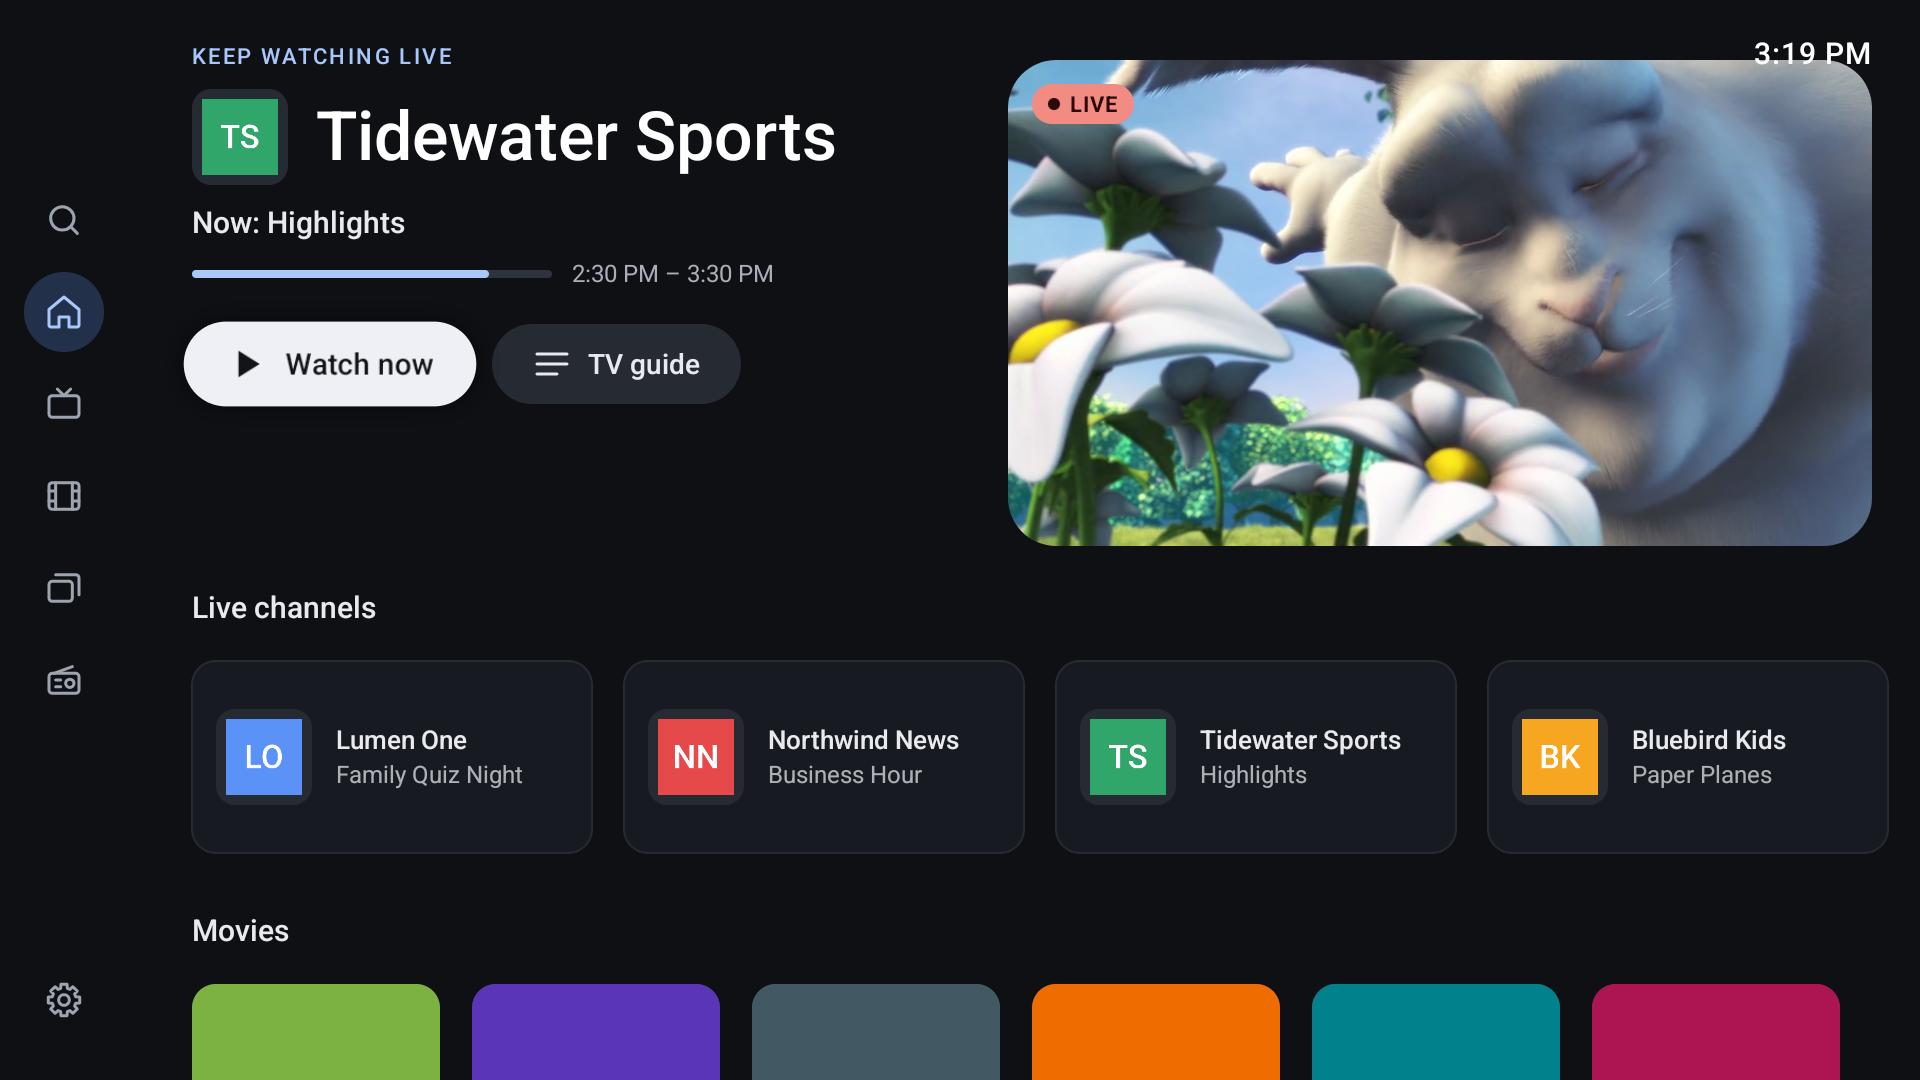 KEEP WATCHING LIVE
3:19 PM
TS
Tidewater Sports
LIVE
Now: Highlights
2:30 PM – 3:30 PM
Watch now
TV guide
Live channels
LO
Lumen One
Family Quiz Night
NN
Northwind News
Business Hour
TS
Tidewater Sports
Highlights
BK
Bluebird Kids
Paper Planes
Movies